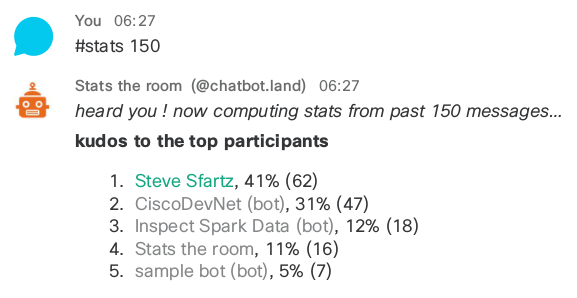 You 06:27
#stats 150
Stats the room (@chatbot.land) 06:27
heard you ! now computing stats from past 150 messages...
kudos to the top participants
1. Steve Sfartz, 41% (62)
2. CiscoDevNet (bot), 31% (47)
3. Inspect Spark Data (bot), 12% (18)
4. Stats the room, 11% (16)
5. sample bot (bot), 5% (7)